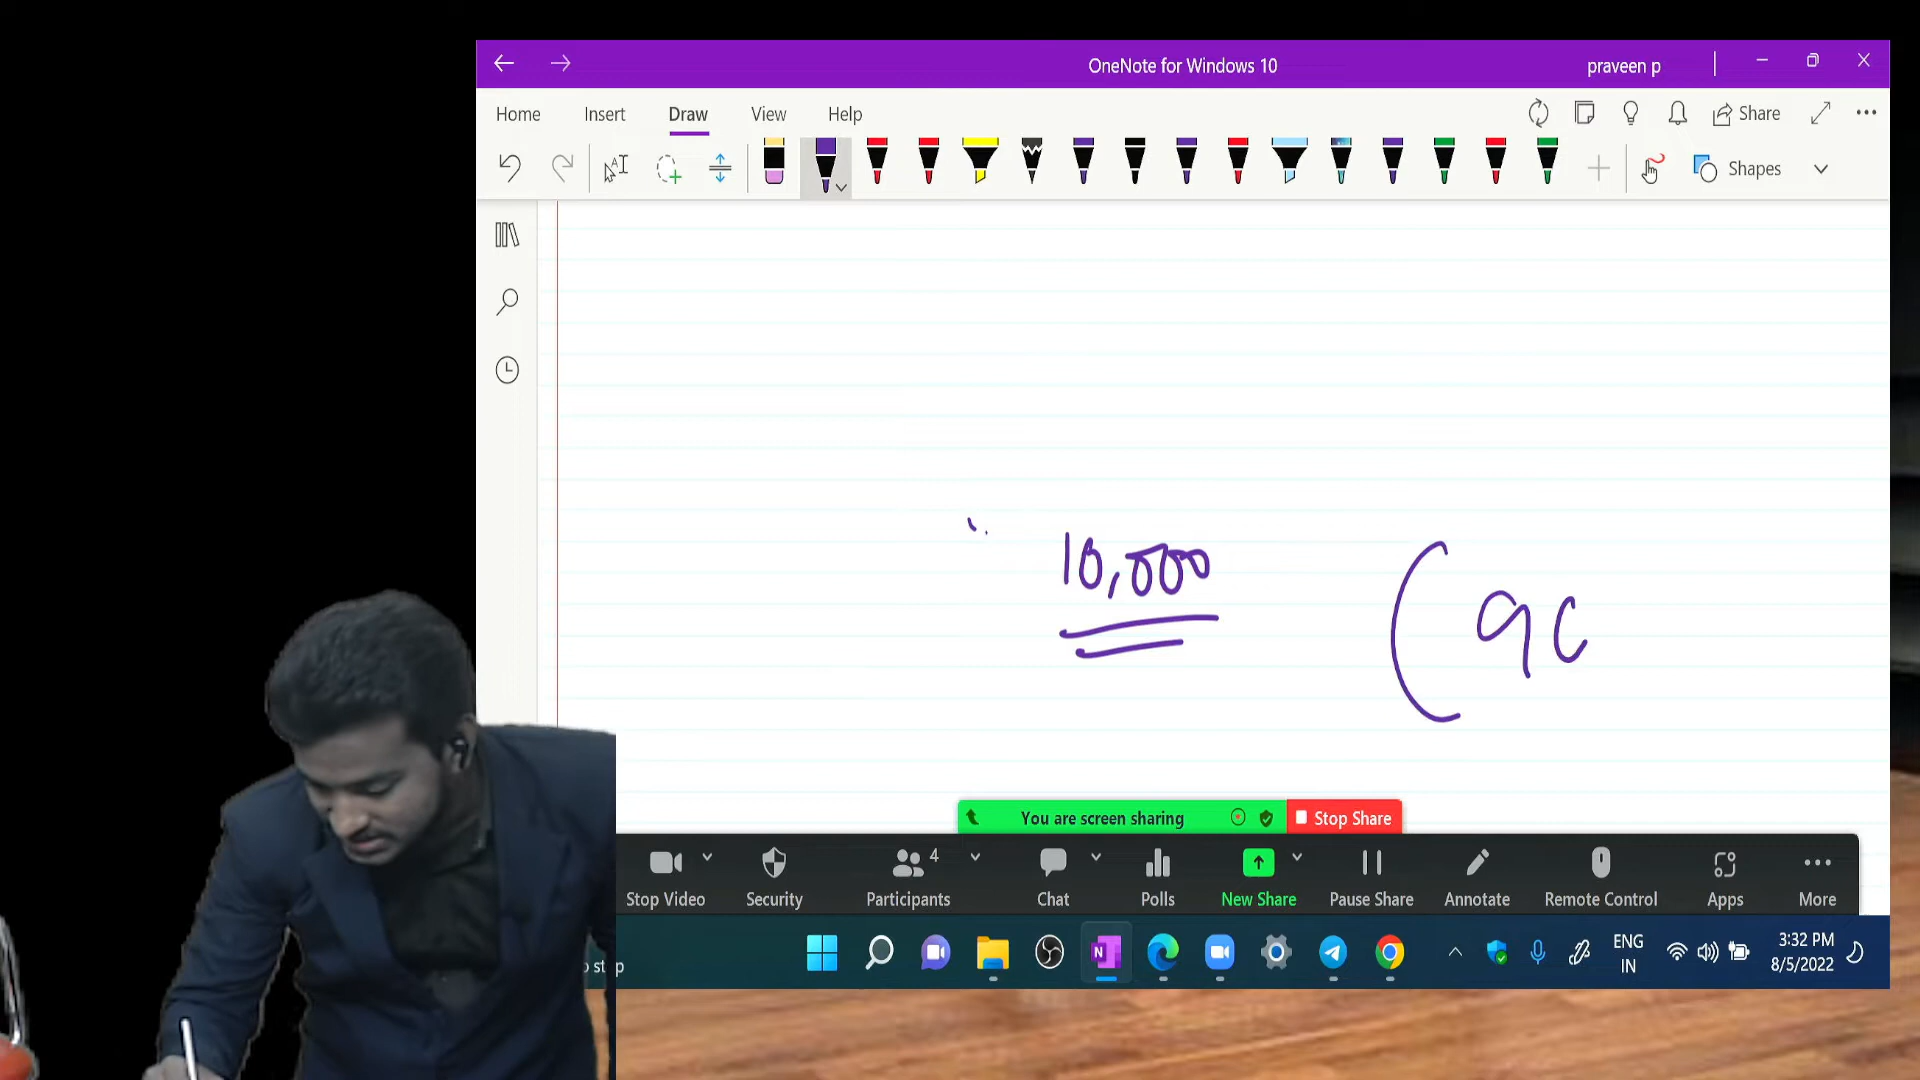 OneNote for Windows 10
praveen p
Home Insert Draw View Help
Share
Shapes
10,000
(90
You are screen sharing
Stop Share
4
Stop Video Security Participants Chat Polls New Share Pause Share Annotate Remote Control Apps More
ENG
IN
3:32 PM
8/5/2022